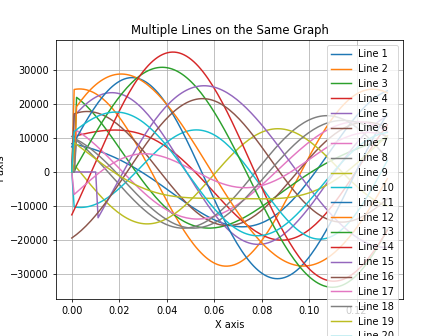 Multiple Lines on the Same Graph
30000
20000
10000
0
−10000
−20000
−30000
0.00
0.02
0.04
0.06
0.08
0.10
X axis
Line 1
Line 2
Line 3
Line 4
Line 5
Line 6
Line 7
Line 8
Line 9
Line 10
Line 11
Line 12
Line 13
Line 14
Line 15
Line 16
Line 17
Line 18
Line 19
Line 20